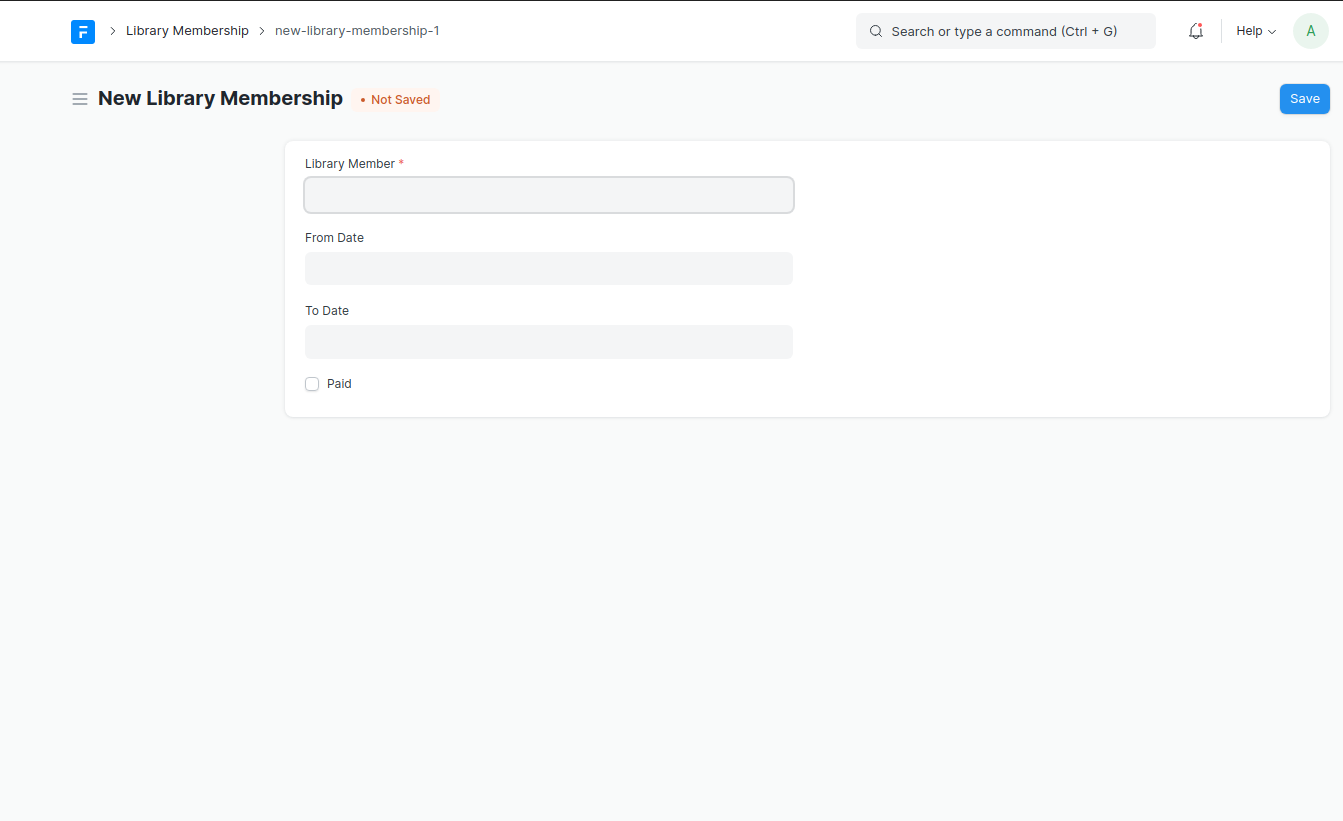 Library Membership new-library-membership-1 Search or type a command (Ctrl + G) Help A
New Library Membership • Not Saved Save
Library Member *
From Date
To Date
Paid